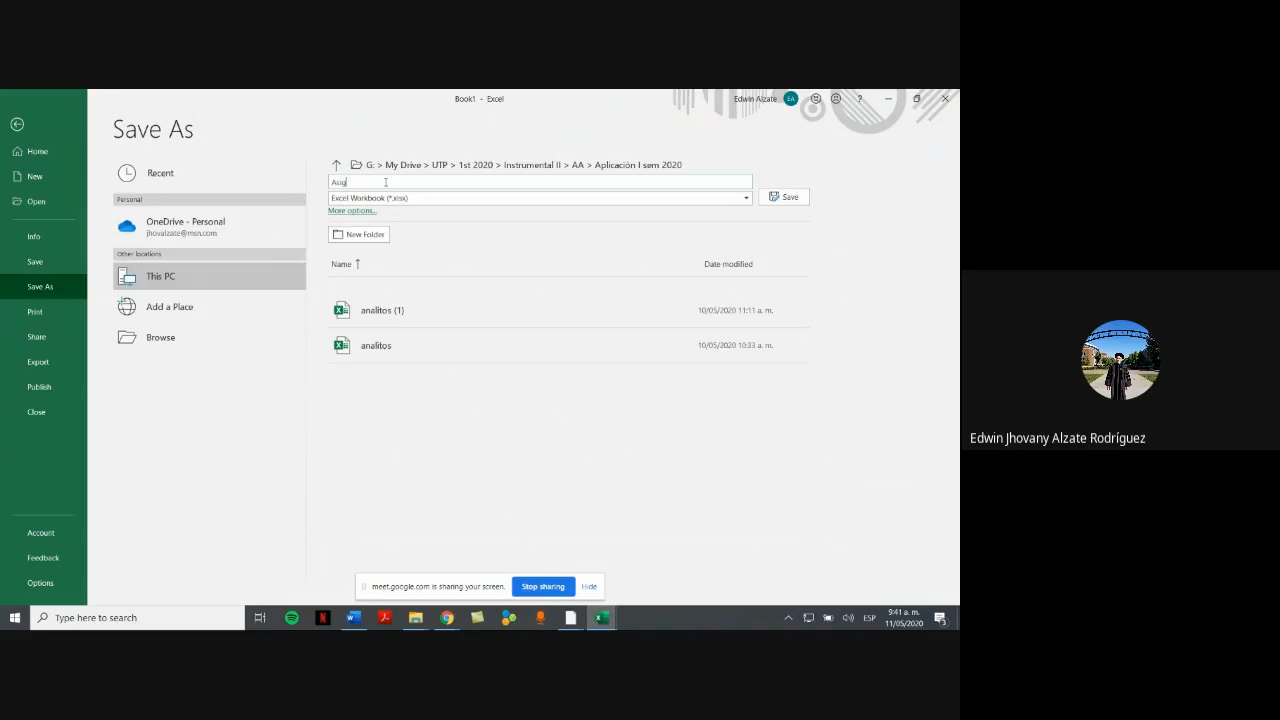 Book1 - Excel
Edwin Alzate
EA
?
Save As
Home
New
Open
Info
Save
Save As
Print
Share
Export
Publish
Close
Account
Feedback
Options
Recent
Personal
OneDrive - Personal
jhovalzate@msn.com
Other locations
This PC
Add a Place
Browse
G: > My Drive > UTP > 1st 2020 > Instrumental II > AA > Aplicación I sem 2020
Asig
Excel Workbook (*.xlsx)
Save
More options...
New Folder
Name ↑
Date modified
analitos (1)
10/05/2020 11:11 a. m.
analitos
10/05/2020 10:33 a. m.
meet.google.com is sharing your screen.
Stop sharing
Hide
Type here to search
ESP
9:41 a. m.
11/05/2020
3
Edwin Jhovany Alzate Rodríguez